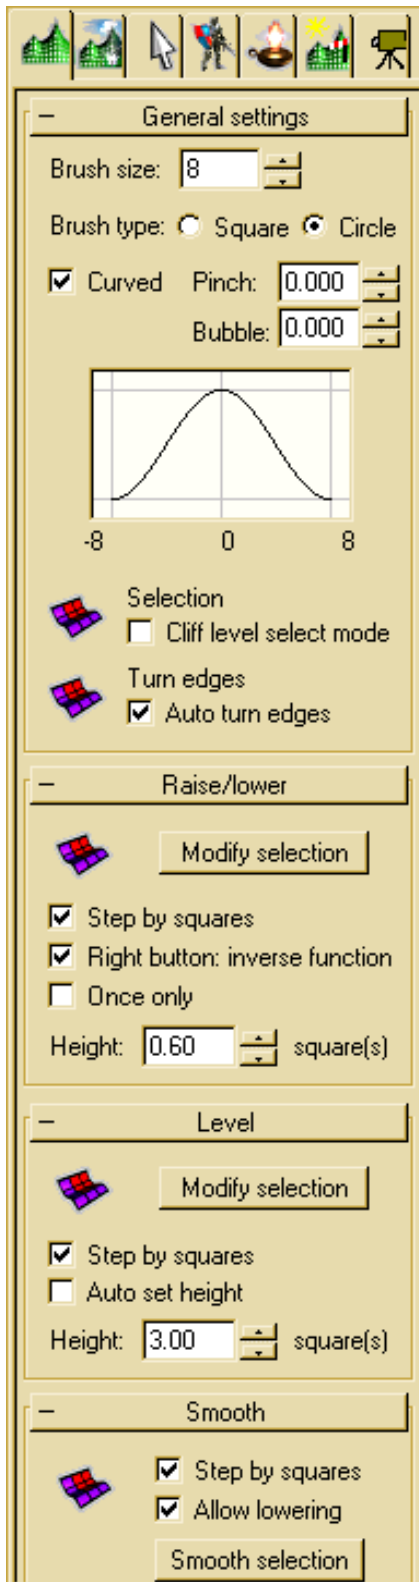 General settings
Brush size: 8
Brush type: Square Circle
Curved Pinch: 0.000
Bubble: 0.000
-8 0 8
Selection
Cliff level select mode
Turn edges
Auto turn edges
Raise/lower
Modify selection
Step by squares
Right button: inverse function
Once only
Height: 0.60 square(s)
Level
Modify selection
Step by squares
Auto set height
Height: 3.00 square(s)
Smooth
Step by squares
Allow lowering
Smooth selection